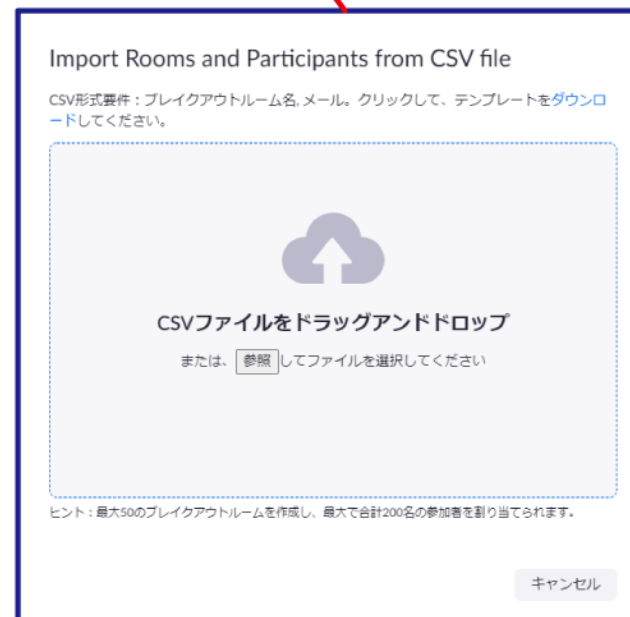 Import Rooms and Participants from CSV file
CSV形式要件：ブレイクアウトルーム名, メール。クリックして、テンプレートをダウンロ
ードしてください。
CSVファイルをドラッグアンドドロップ
または、 参照 してファイルを選択してください
ヒント：最大50のブレイクアウトルームを作成し、最大で合計200名の参加者を割り当てられます。
キャンセル